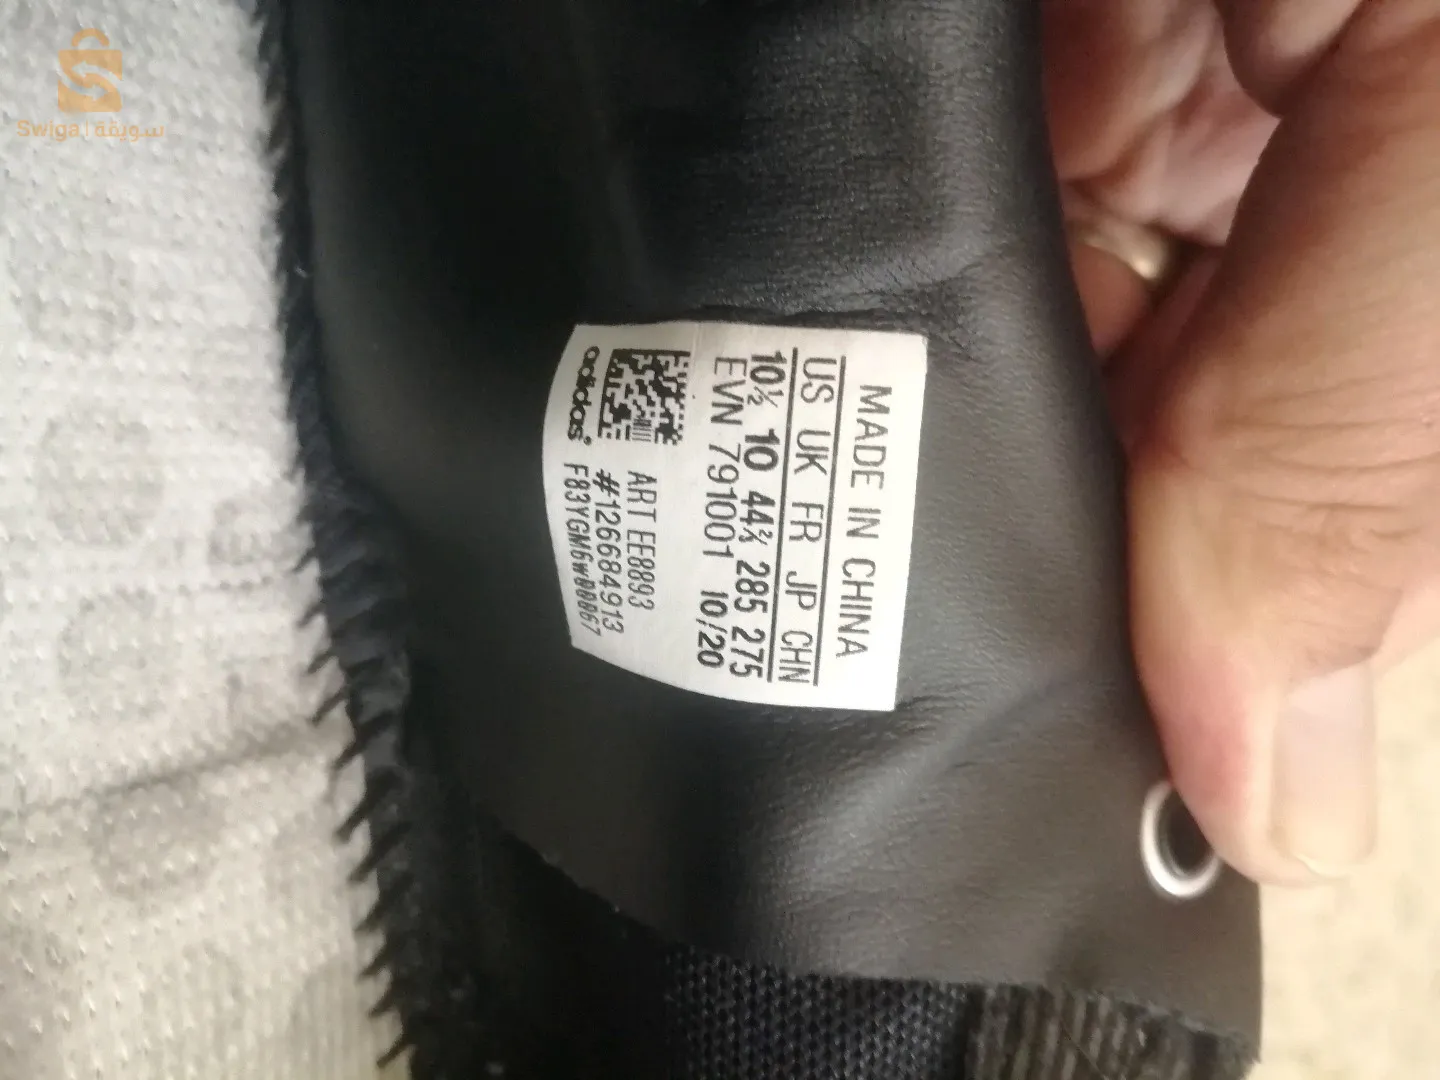 Swiga | سويقة
MADE IN CHINA
US UK FR JP CHN
10½ 10 44⅔ 285 275
EVN 791001 10/20
ART EE8893
#126684913
adidas® F83YGM6w00067